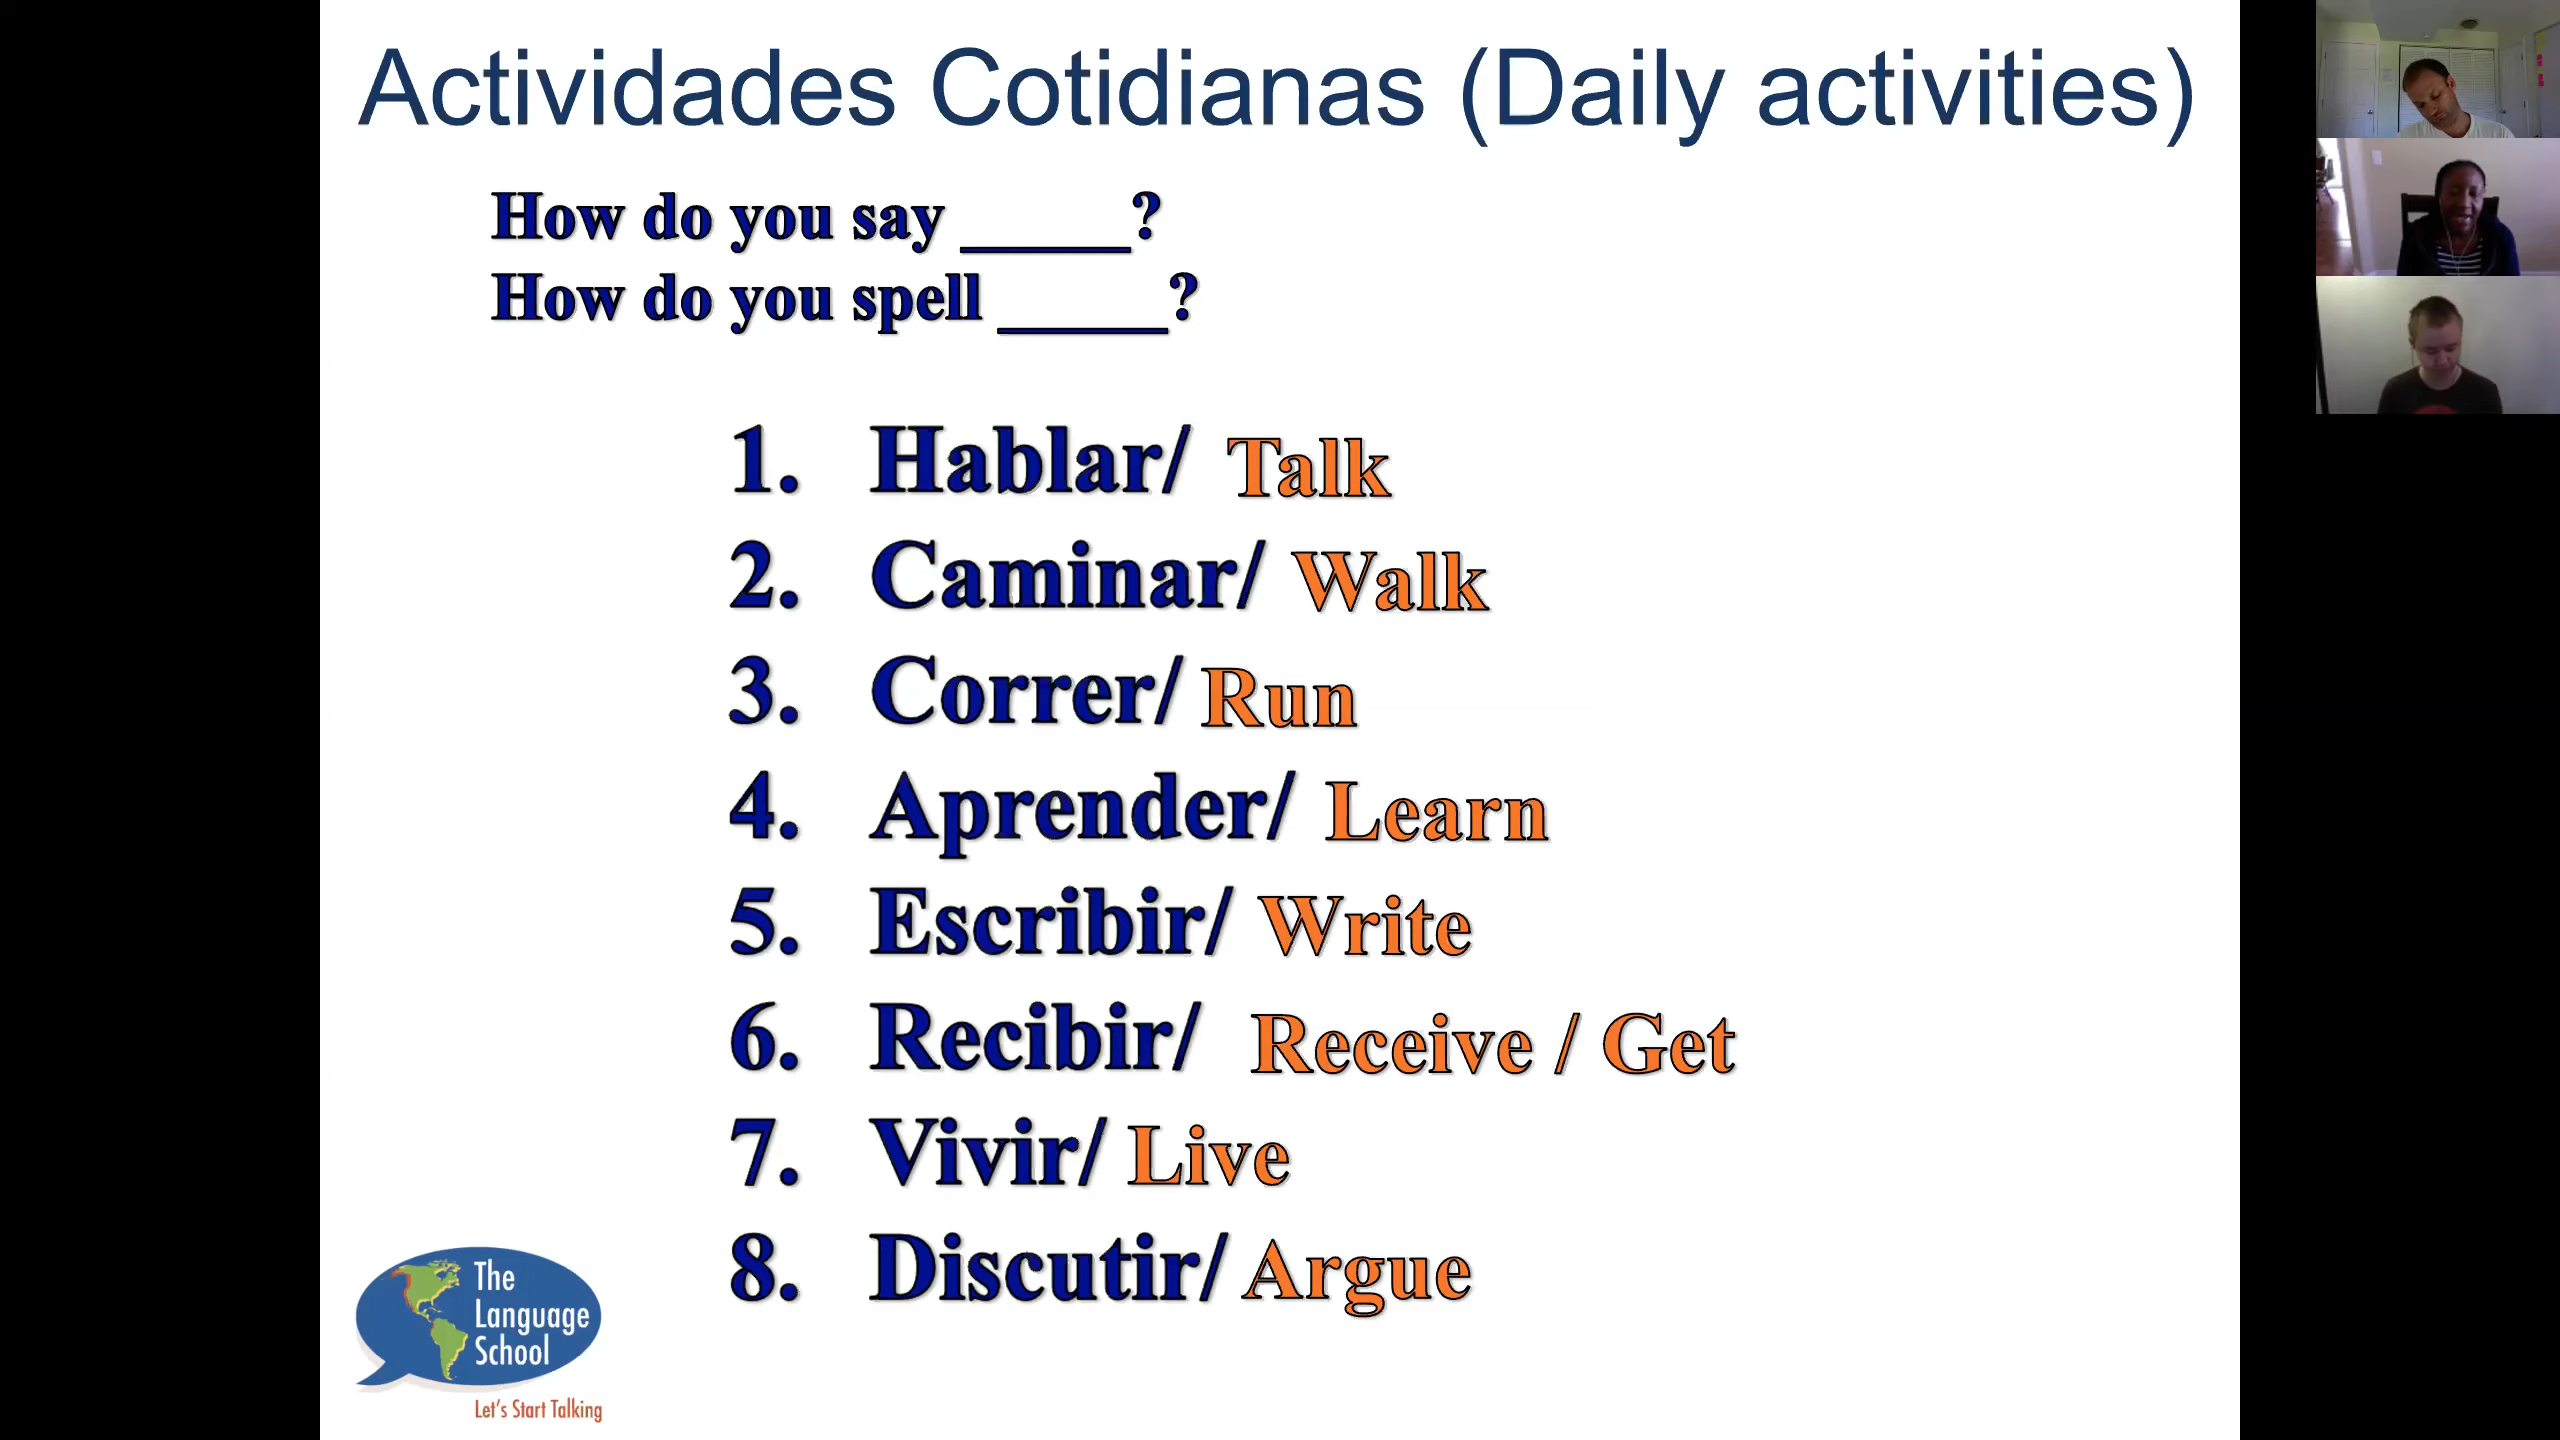 Actividades Cotidianas (Daily activities)
How do you say _____?
How do you spell _____?
1. Hablar/ Talk
2. Caminar/ Walk
3. Correr/ Run
4. Aprender/ Learn
5. Escribir/ Write
6. Recibir/ Receive / Get
7. Vivir/ Live
8. Discutir/ Argue
The
Language
School
Let's Start Talking